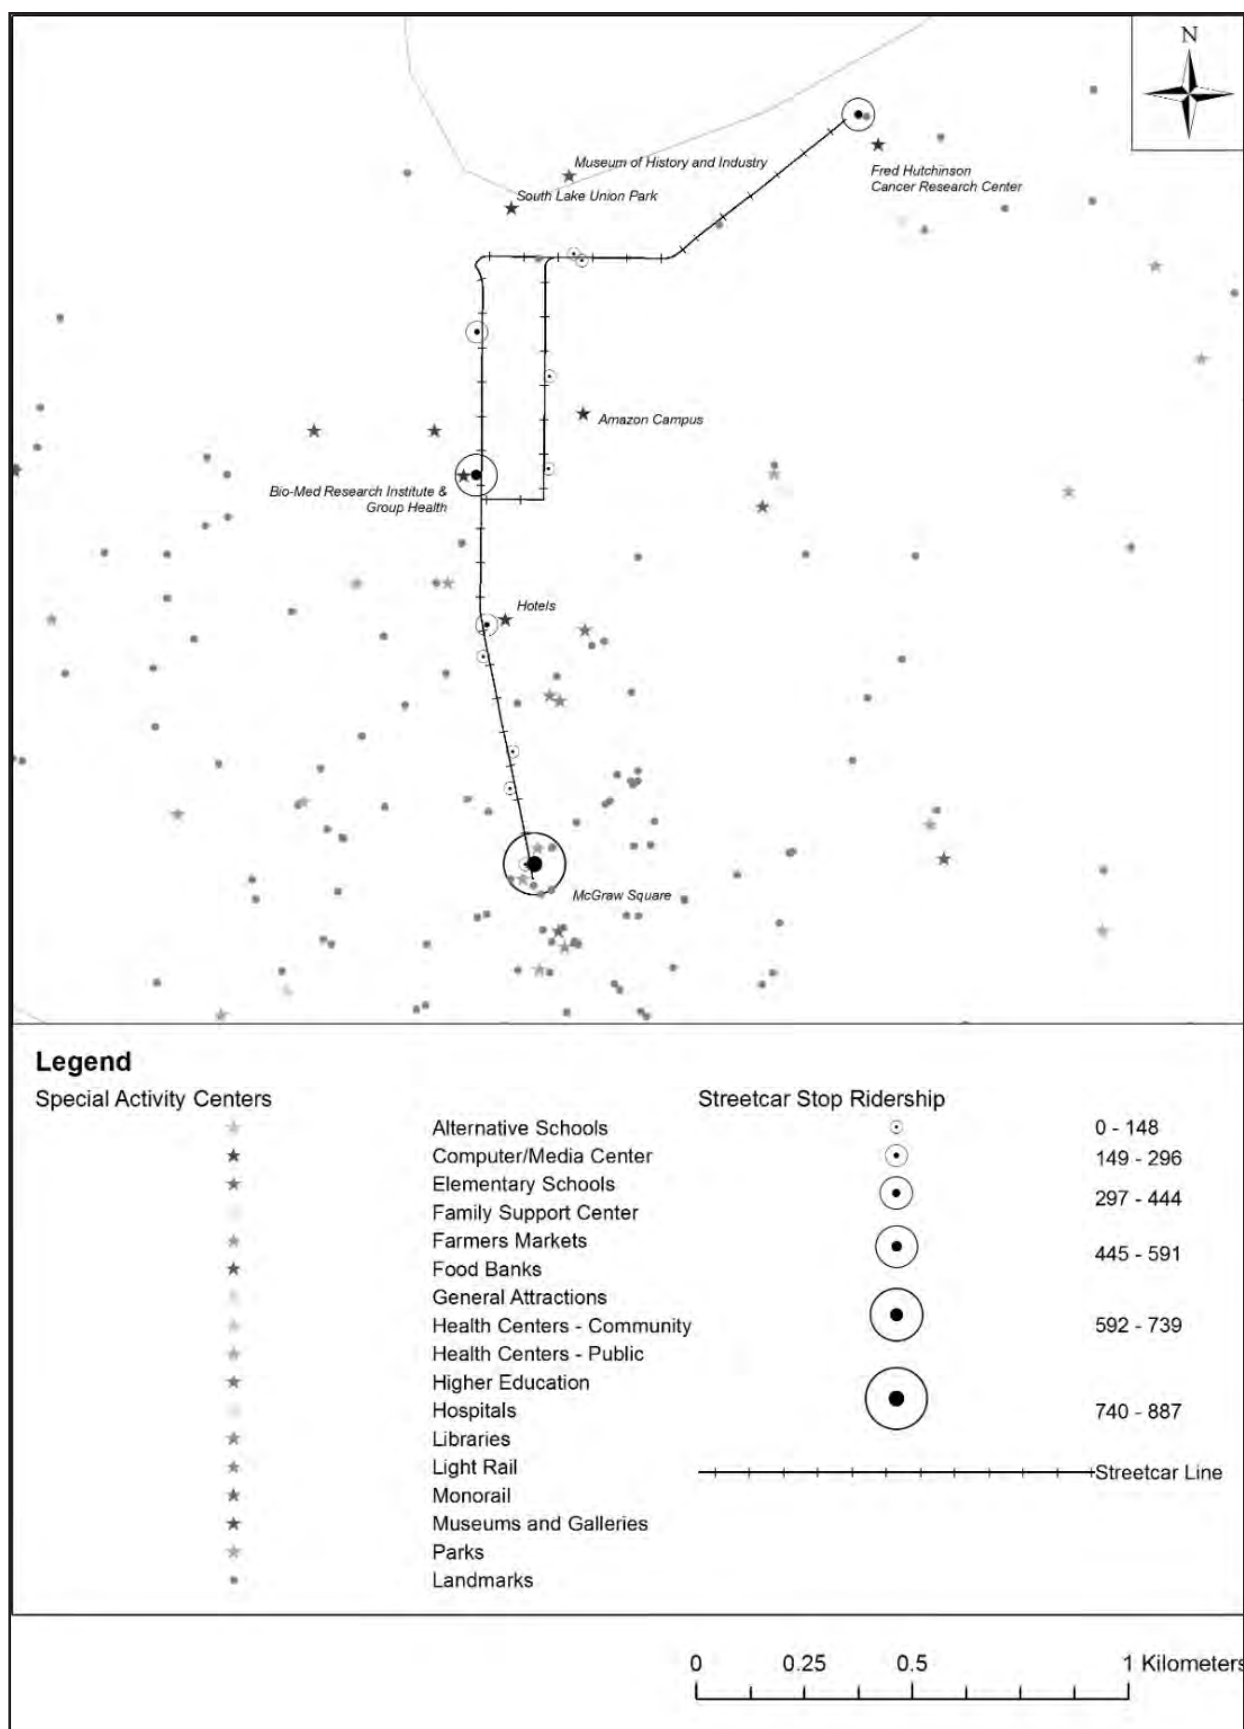 N
Museum of History and Industry
Fred Hutchinson
Cancer Research Center
South Lake Union Park
Amazon Campus
Bio-Med Research Institute &
Group Health
Hotels
McGraw Square
Legend
Special Activity Centers
Alternative Schools
Computer/Media Center
Elementary Schools
Family Support Center
Farmers Markets
Food Banks
General Attractions
Health Centers - Community
Health Centers - Public
Higher Education
Hospitals
Libraries
Light Rail
Monorail
Museums and Galleries
Parks
Landmarks
Streetcar Stop Ridership
0 - 148
149 - 296
297 - 444
445 - 591
592 - 739
740 - 887
Streetcar Line
0 0.25 0.5 1 Kilometers